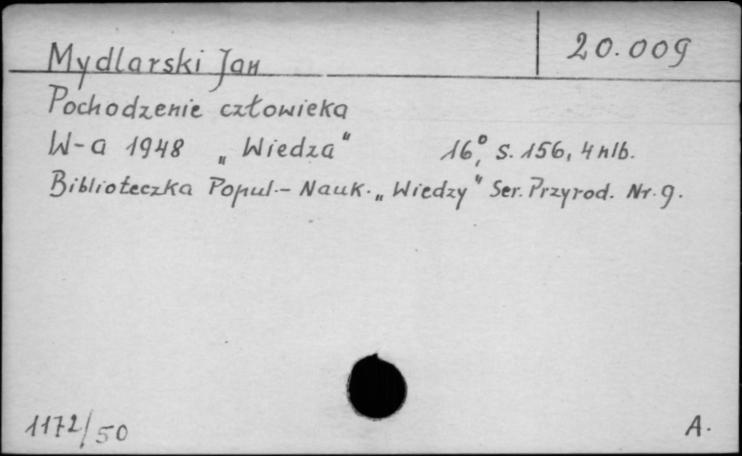 20.009
Mydlarski Jan
Pochodzenie człowieka
W-a 1948 „Wiedza" 16°, s. 156, 4 nlb.
Biblioteczka Popul.-Nauk. „Wiedzy" Ser. Przyrod. Nr. 9.
1172/50 A.